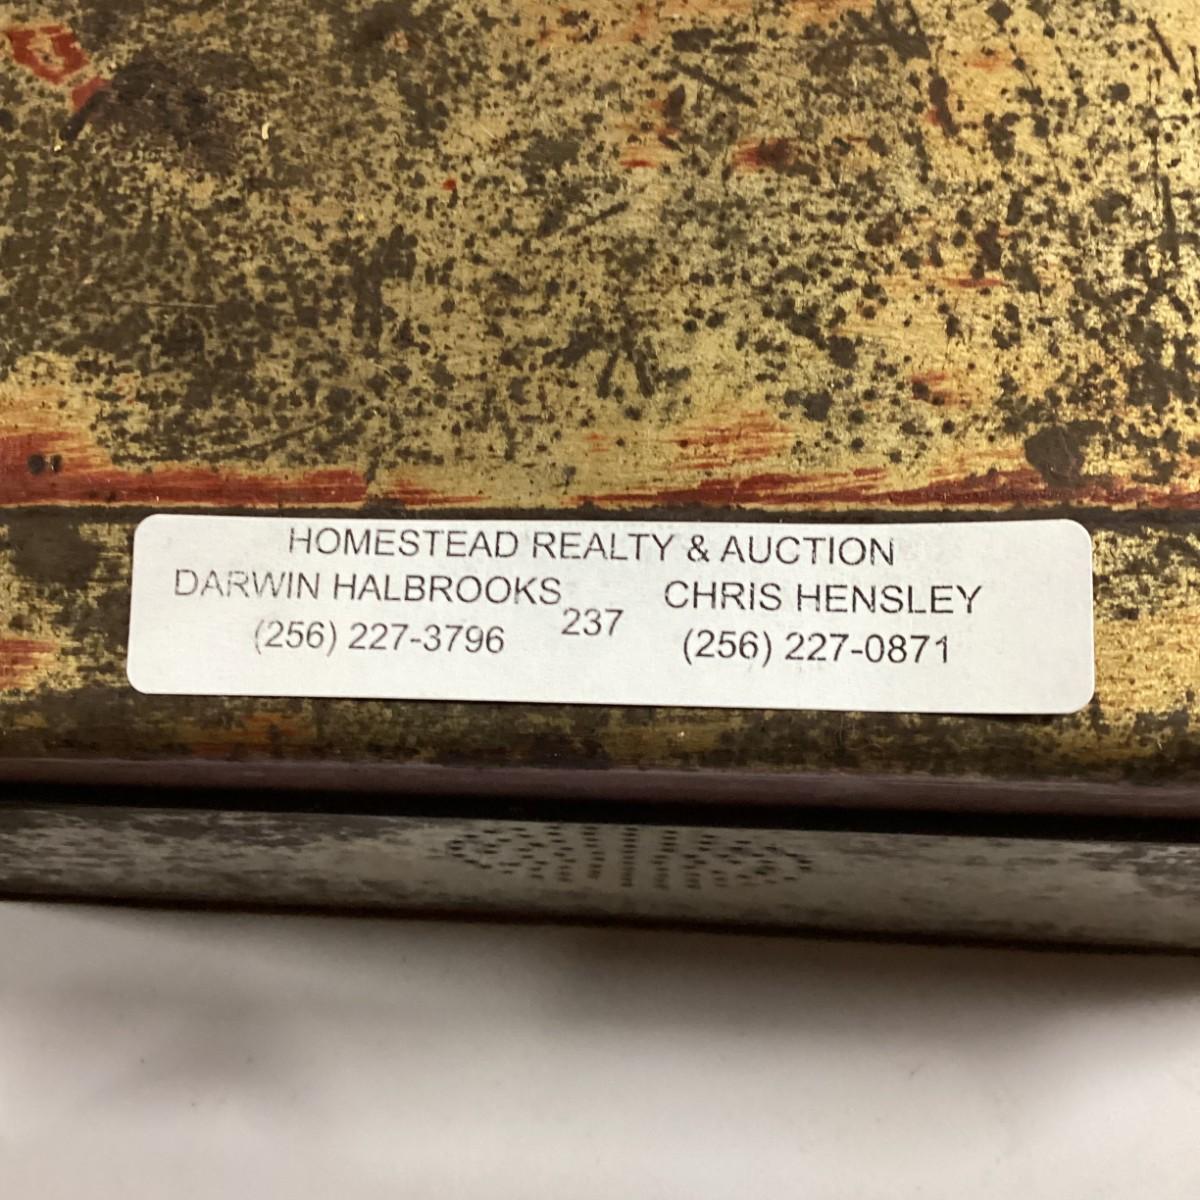 HOMESTEAD REALTY & AUCTION
DARWIN HALBROOKS CHRIS HENSLEY
237
(256) 227-3796 (256) 227-0871